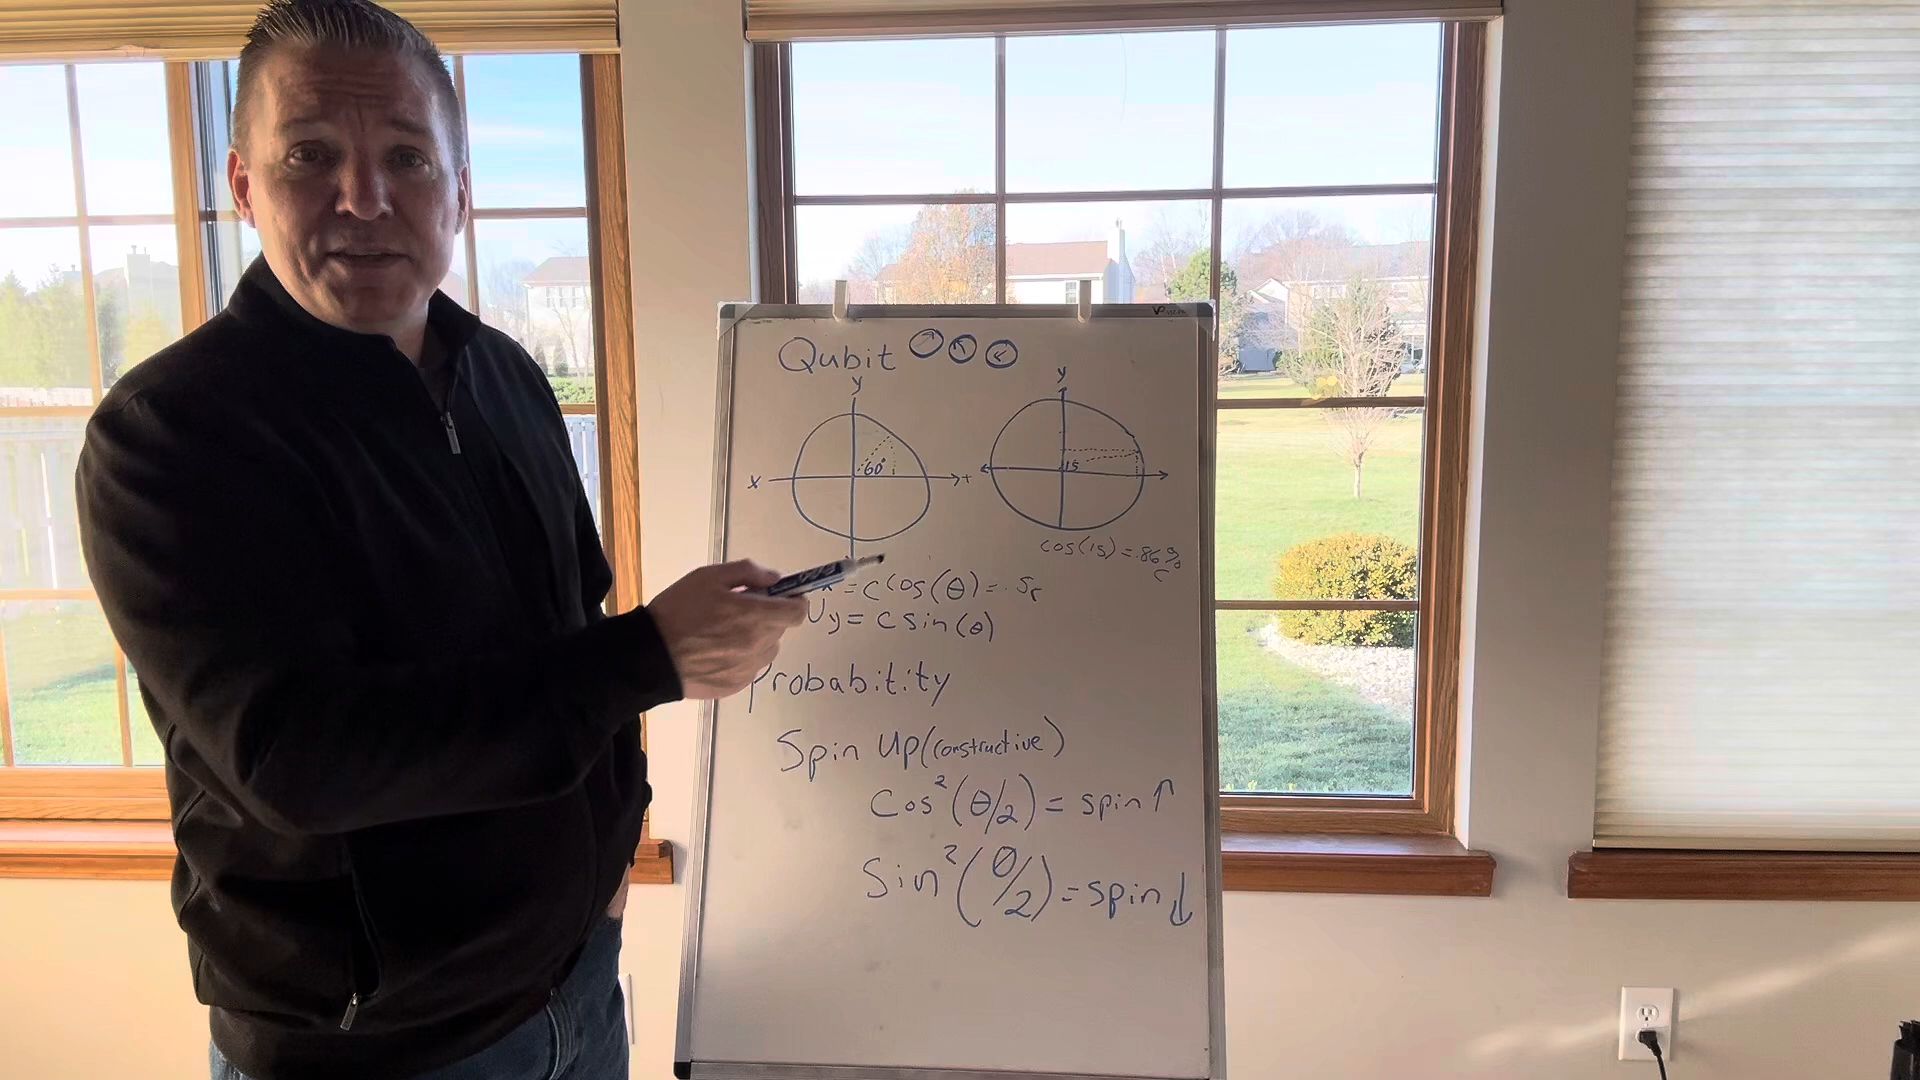 Qubit
y
y
60°
x
+
15
cos(15) = .86%
c
x = c cos(θ) = .5c
Uy = c sin(θ)
Probability
Spin Up (constructive)
Cos²(θ/2) = spin↑
Sin²(θ/2) = spin↓